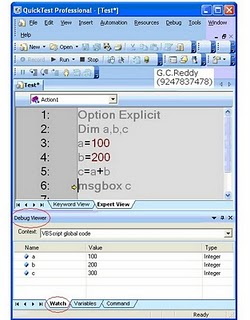 QuickTest Professional - [Test*]
File Edit View Insert Automation Resources Debug Tools Window
Help
New Open
Record Run Stop
G.C.Reddy
(9247837478)
Test*
Action1
1: Option Explicit
2: Dim a,b,c
3: a=100
4: b=200
5: c=a+b
6: msgbox c
Keyword View Expert View
Debug Viewer
Context: VBScript global code
Name Value Type
a 100 Integer
b 200 Integer
c 300 Integer
Watch Variables Command
Ready